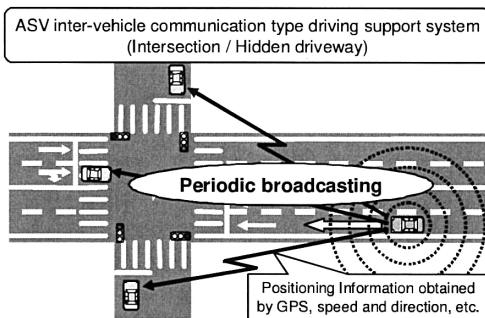 ASV inter-vehicle communication type driving support system
(Intersection / Hidden driveway)
Periodic broadcasting
Positioning Information obtained
by GPS, speed and direction, etc.